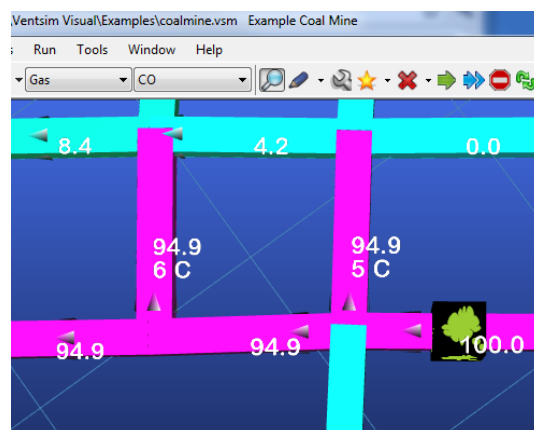 \Ventsim Visual\Examples\coalmine.vsm Example Coal Mine
Run Tools Window Help
Gas CO
8.4 4.2 0.0
94.9 94.9
6 C 5 C
94.9 94.9 100.0